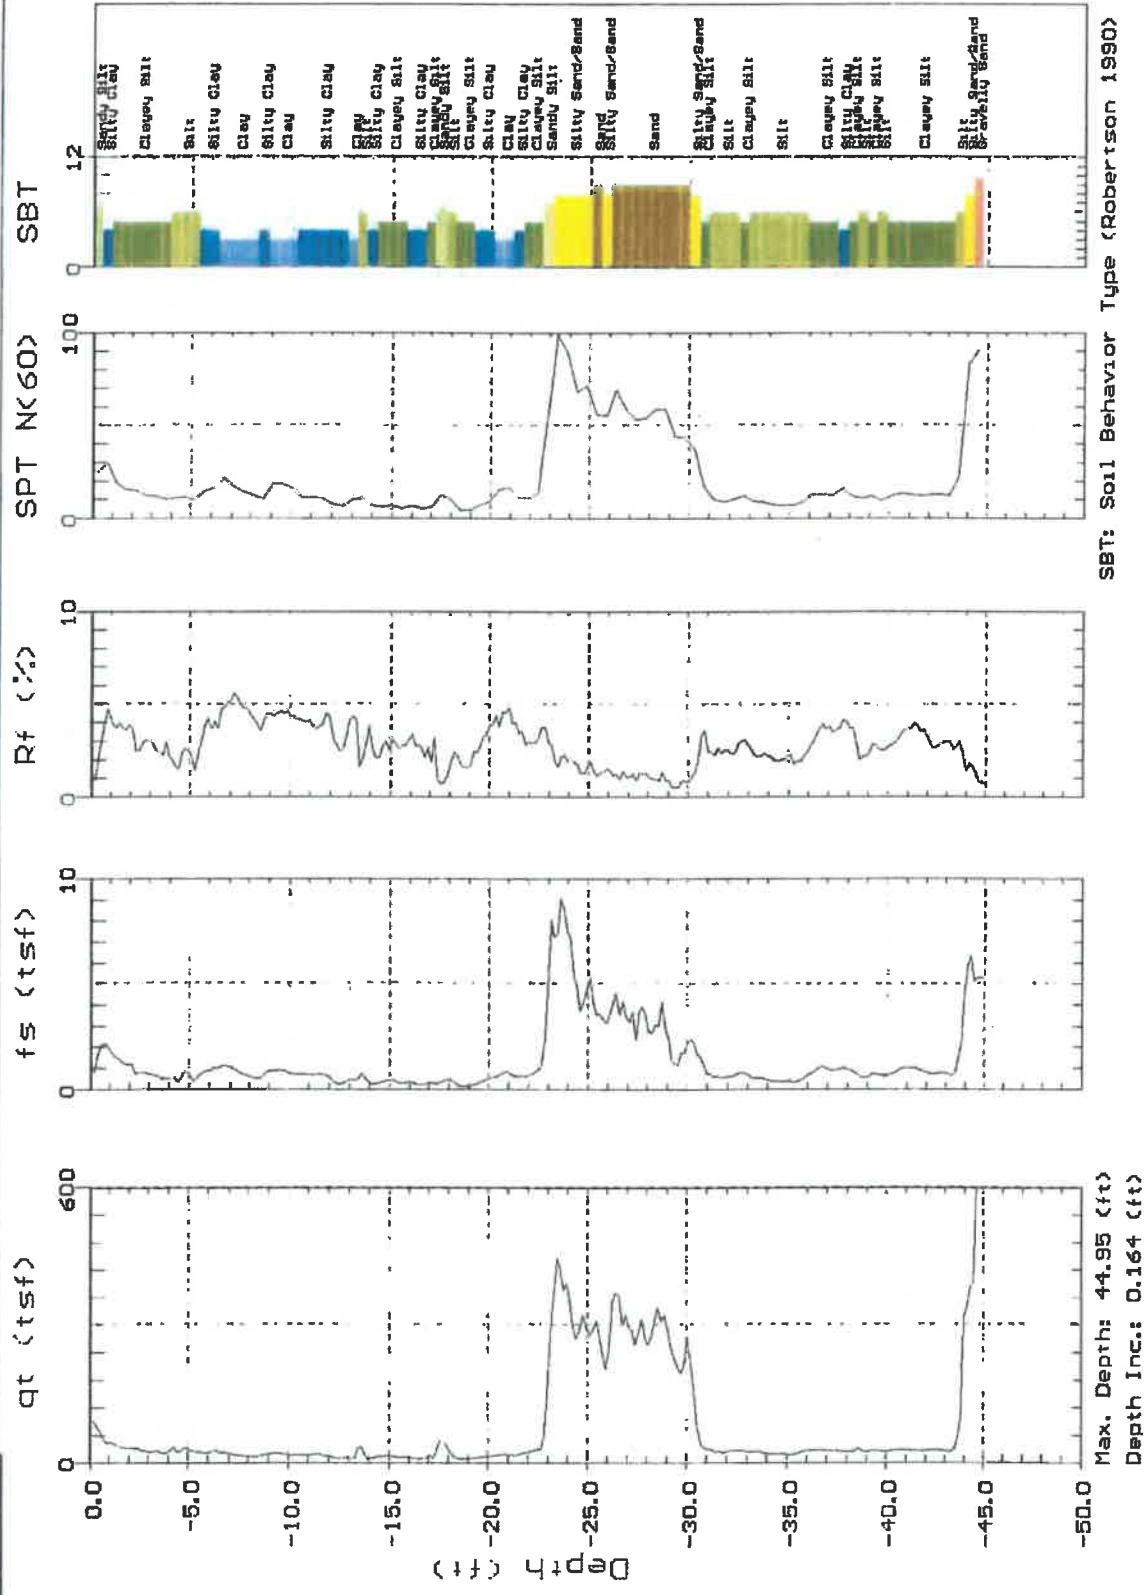 qt (tsf)
fs (tsf)
Rf (%)
SPT N(60)
SBT
0
600
0
10
0
10
0
100
0
12
0.0
-5.0
-10.0
-15.0
-20.0
-25.0
-30.0
-35.0
-40.0
-45.0
-50.0
Depth (ft)
Sandy Silt
Silty Clay
Clayey Silt
Silt
Silty Clay
Clay
Silty Clay
Clay
Silty Clay
Clay
Silt
Silty Clay
Clayey Silt
Silty Clay
Clayey Silt
Sandy Silt
Silt
Clayey Silt
Silty Clay
Clay
Silty Clay
Clayey Silt
Sandy Silt
Silty Sand/Sand
Sand
Silty Sand/Sand
Sand
Silty Sand/Sand
Clayey Silt
Silt
Clayey Silt
Silt
Clayey Silt
Silty Clay
Clayey Silt
Silt
Clayey Silt
Silt
Clayey Silt
Silt
Silty Sand/Sand
Gravelly Sand
Max. Depth: 44.95 (ft)
Depth Inc.: 0.164 (ft)
SBT: Soil Behavior Type (Robertson 1990)